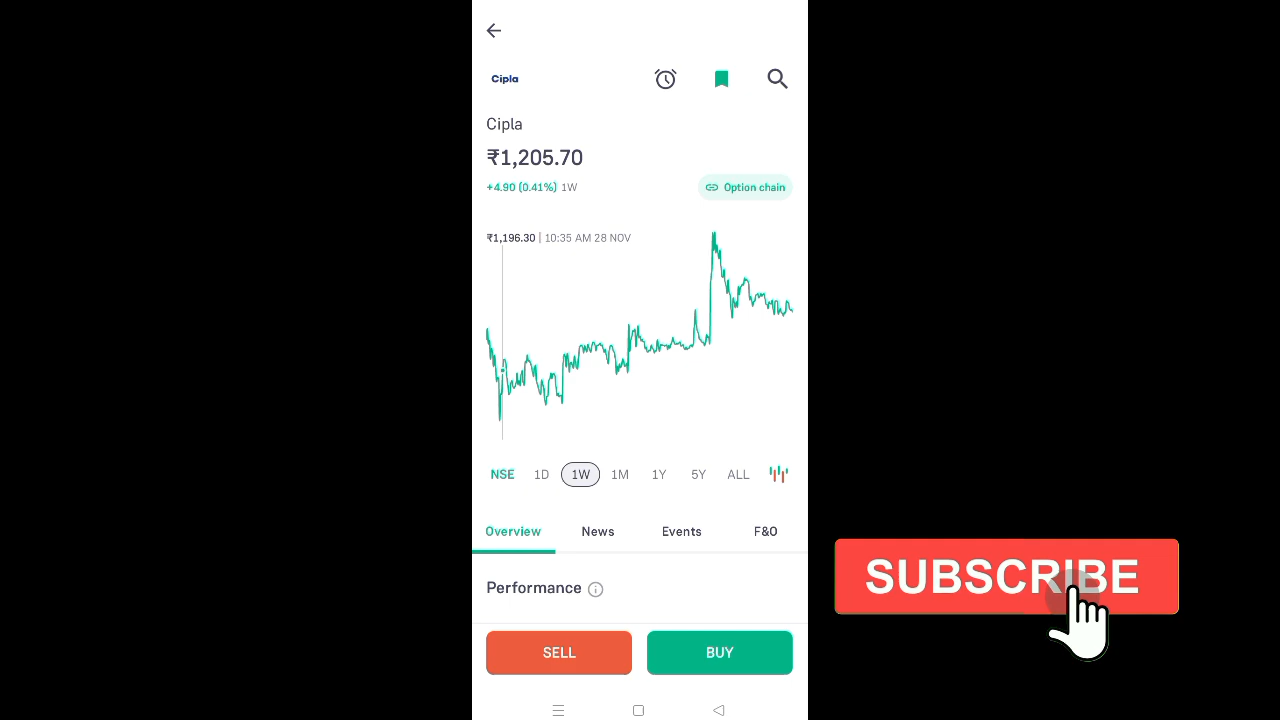 Cipla
Cipla
₹1,205.70
+4.90 (0.41%) 1W
Option chain
₹1,196.30 | 10:35 AM 28 NOV
NSE 1D 1W 1M 1Y 5Y ALL
Overview News Events F&O
Performance
SELL BUY
SUBSCRIBE